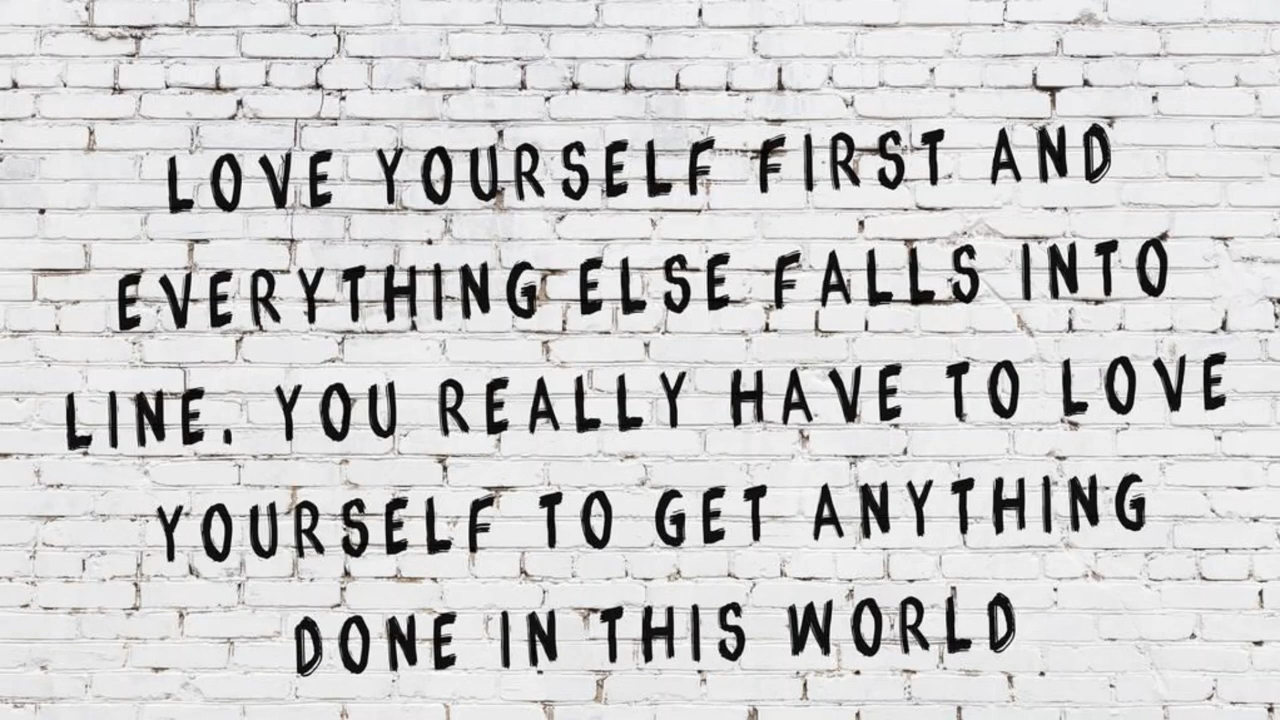 LOVE YOURSELF FIRST AND
EVERYTHING ELSE FALLS INTO
LINE. YOU REALLY HAVE TO LOVE
YOURSELF TO GET ANYTHING
DONE IN THIS WORLD